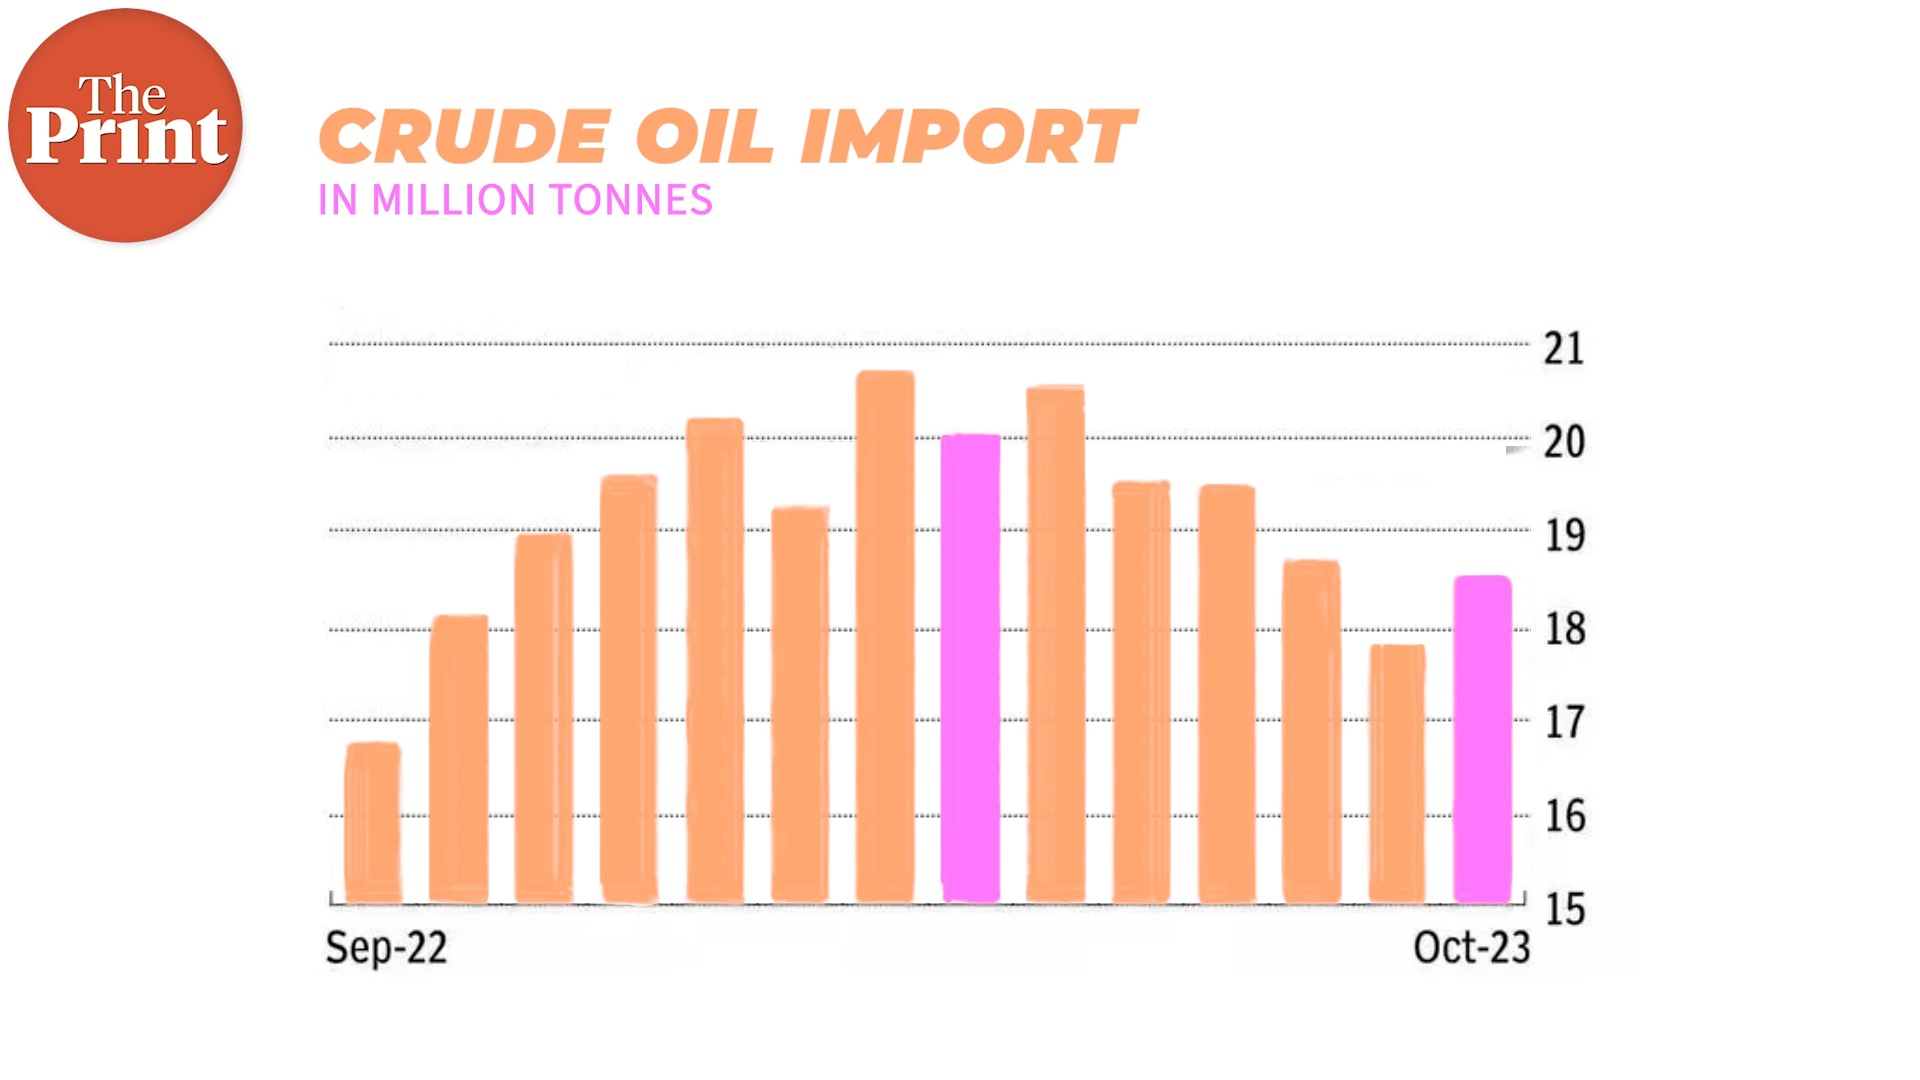 The
Print
CRUDE OIL IMPORT
IN MILLION TONNES
21
20
19
18
17
16
15
Sep-22
Oct-23